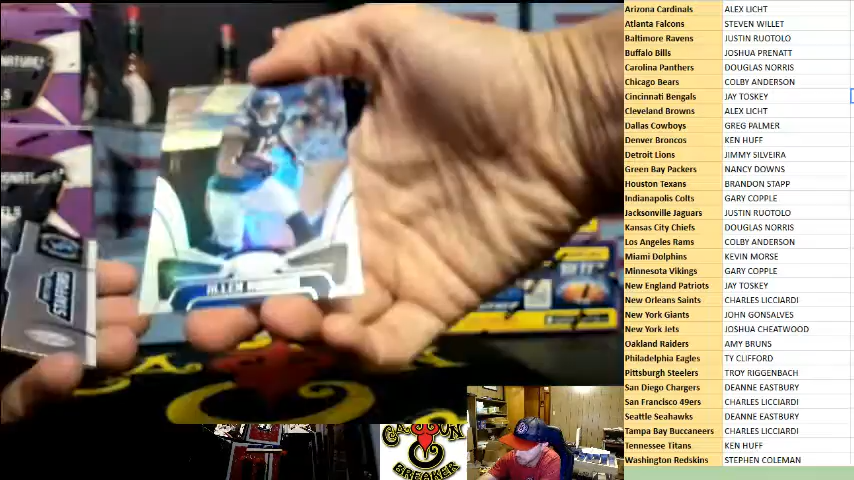 Arizona Cardinals ALEX LICHT
Atlanta Falcons STEVEN WILLET
Baltimore Ravens JUSTIN RUOTOLO
Buffalo Bills JOSHUA PRENATT
Carolina Panthers DOUGLAS NORRIS
Chicago Bears COLBY ANDERSON
Cincinnati Bengals JAY TOSKEY
Cleveland Browns ALEX LICHT
Dallas Cowboys GREG PALMER
Denver Broncos KEN HUFF
Detroit Lions JIMMY SILVEIRA
Green Bay Packers NANCY DOWNS
Houston Texans BRANDON STAPP
Indianapolis Colts GARY COPPLE
Jacksonville Jaguars JUSTIN RUOTOLO
Kansas City Chiefs DOUGLAS NORRIS
Los Angeles Rams COLBY ANDERSON
Miami Dolphins KEVIN MORSE
Minnesota Vikings GARY COPPLE
New England Patriots JAY TOSKEY
New Orleans Saints CHARLES LICCIARDI
New York Giants JOHN GONSALVES
New York Jets JOSHUA CHEATWOOD
Oakland Raiders AMY BRUNS
Philadelphia Eagles TY CLIFFORD
Pittsburgh Steelers TROY RIGGENBACH
San Diego Chargers DEANNE EASTBURY
San Francisco 49ers CHARLES LICCIARDI
Seattle Seahawks DEANNE EASTBURY
Tampa Bay Buccaneers CHARLES LICCIARDI
Tennessee Titans KEN HUFF
Washington Redskins STEPHEN COLEMAN
ALLEN
BREAKER